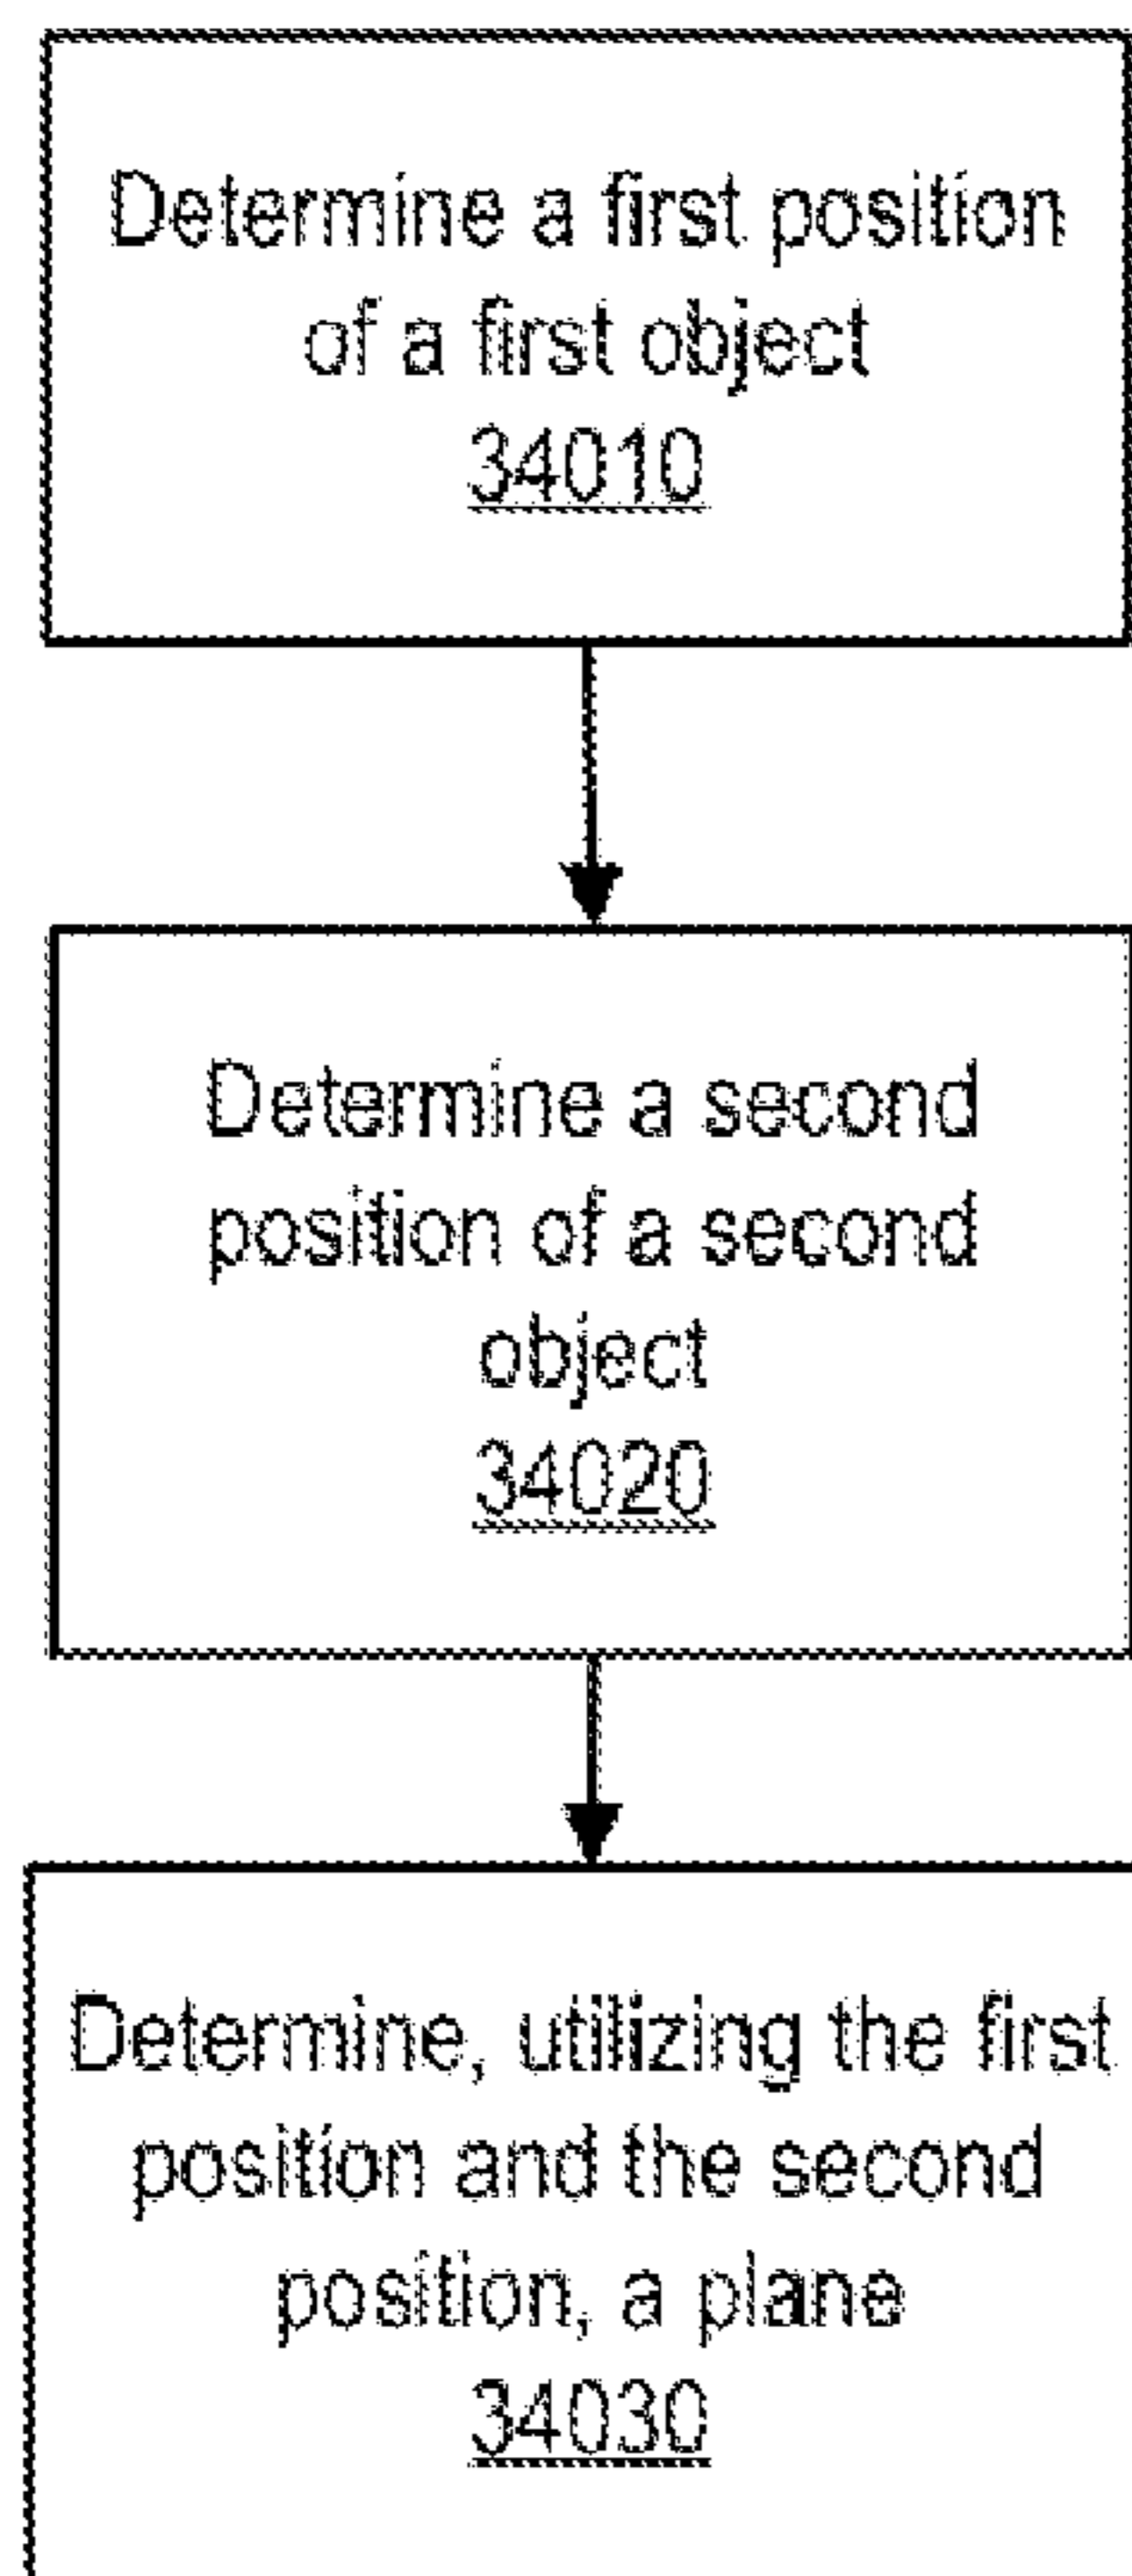 Determine a first position
of a first object
34010
Determine a second
position of a second
object
34020
Determine, utilizing the first
position and the second
position, a plane
34030